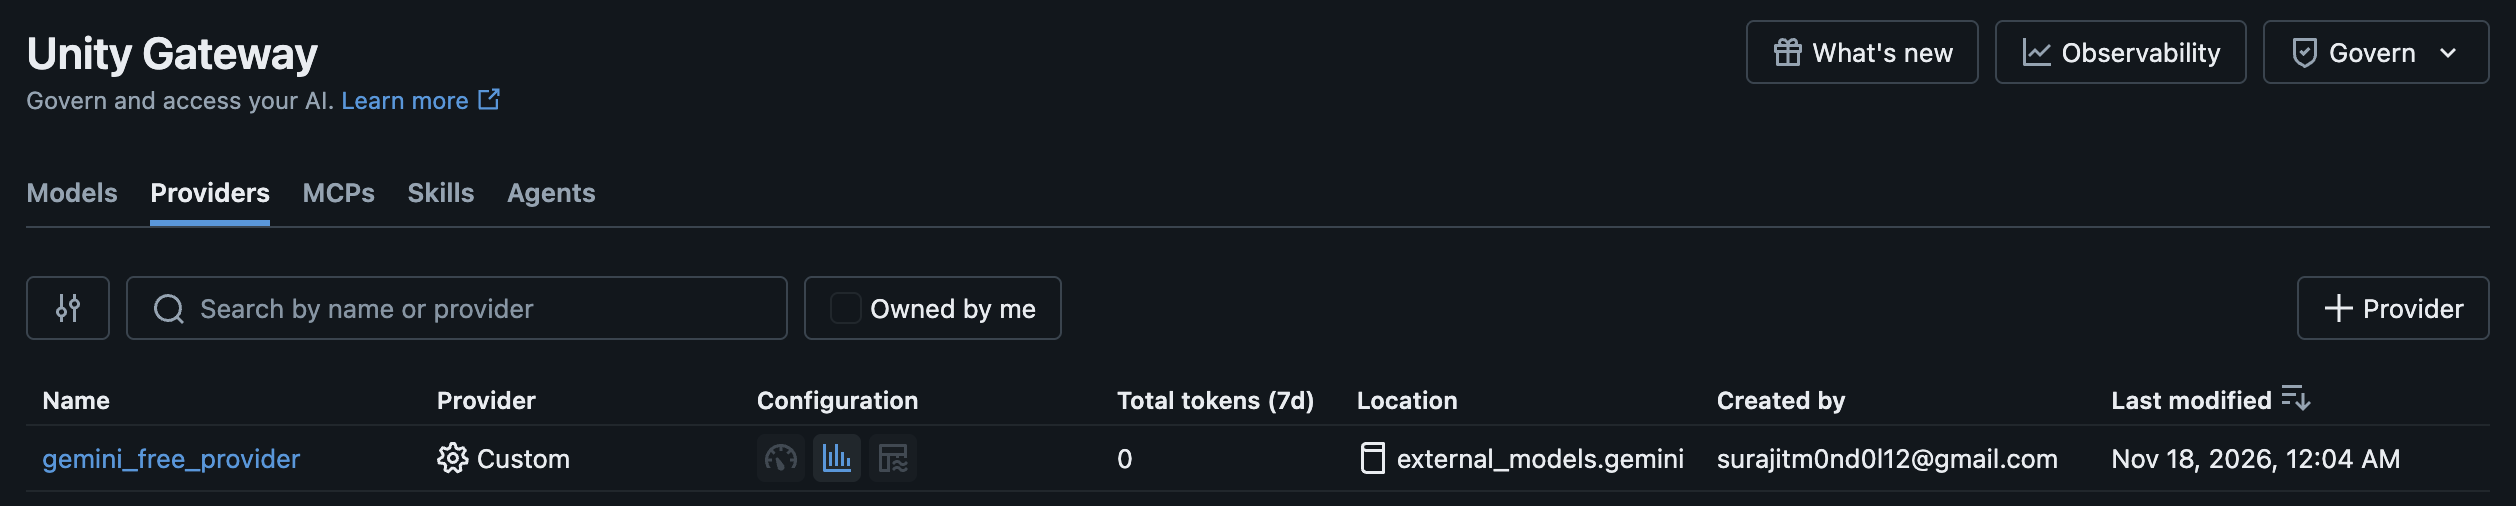 Unity Gateway
Govern and access your AI. Learn more
What's new
Observability
Govern
Models Providers MCPs Skills Agents
Search by name or provider
Owned by me
Provider
Name Provider Configuration Total tokens (7d) Location Created by Last modified
gemini_free_provider Custom 0 external_models.gemini surajitm0nd0l12@gmail.com Nov 18, 2026, 12:04 AM